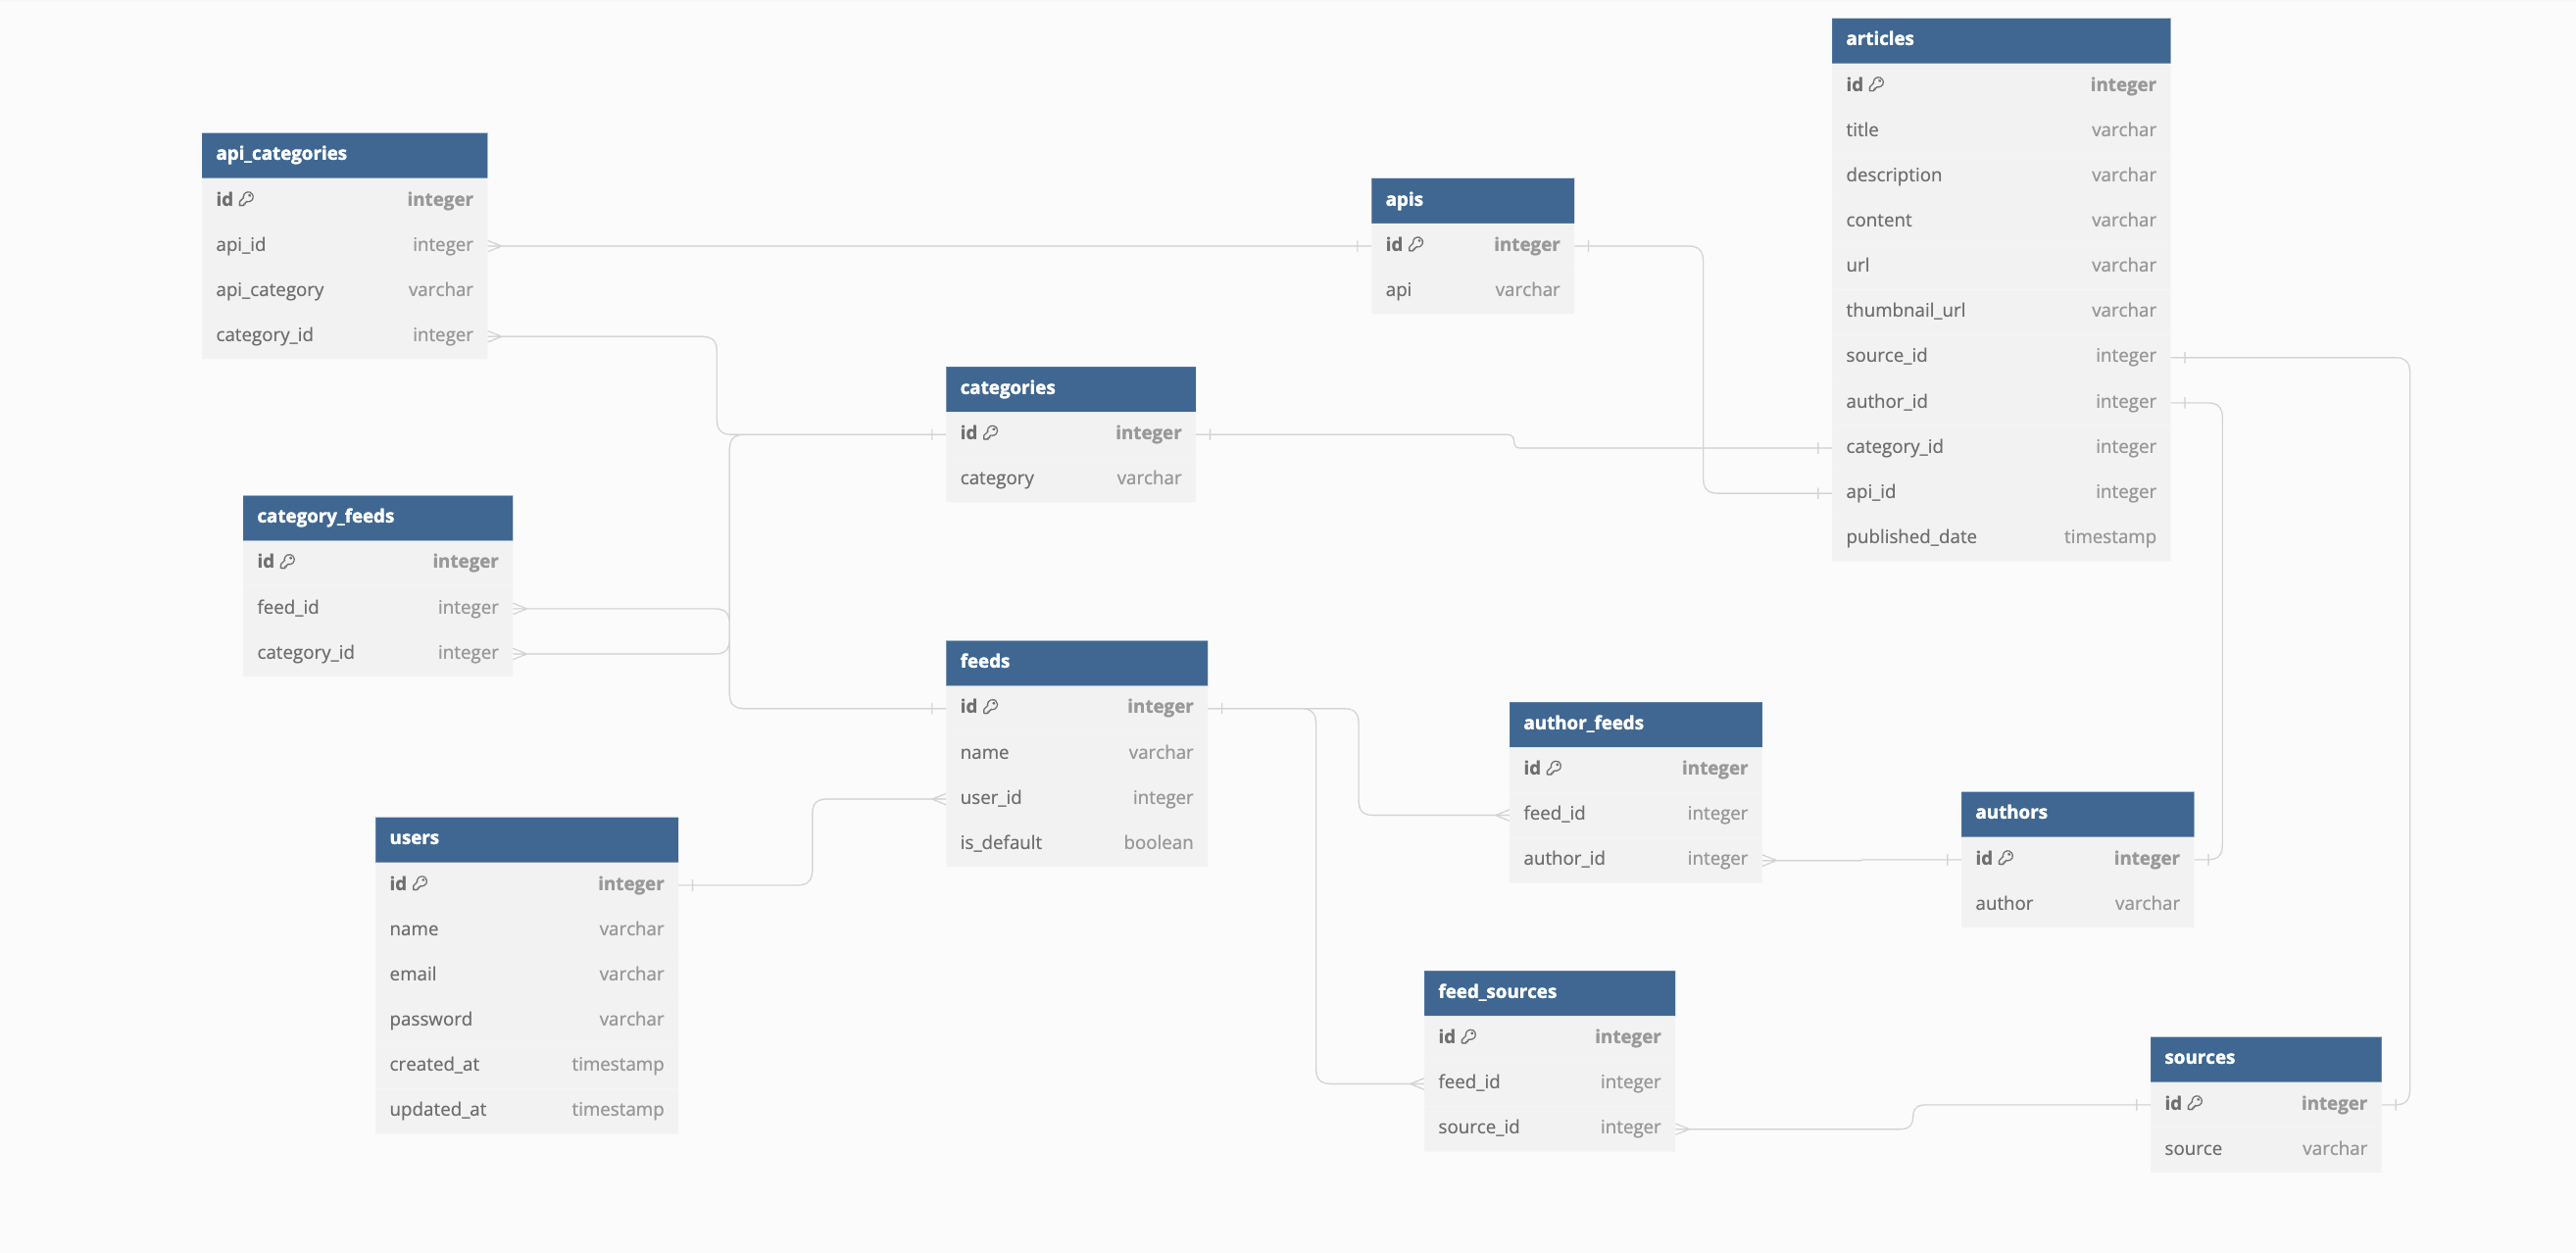 articles
id integer
title varchar
description varchar
content varchar
url varchar
thumbnail_url varchar
source_id integer
author_id integer
category_id integer
api_id integer
published_date timestamp
api_categories
id integer
api_id integer
api_category varchar
category_id integer
apis
id integer
api varchar
categories
id integer
category varchar
category_feeds
id integer
feed_id integer
category_id integer
feeds
id integer
name varchar
user_id integer
is_default boolean
author_feeds
id integer
feed_id integer
author_id integer
authors
id integer
author varchar
users
id integer
name varchar
email varchar
password varchar
created_at timestamp
updated_at timestamp
feed_sources
id integer
feed_id integer
source_id integer
sources
id integer
source varchar